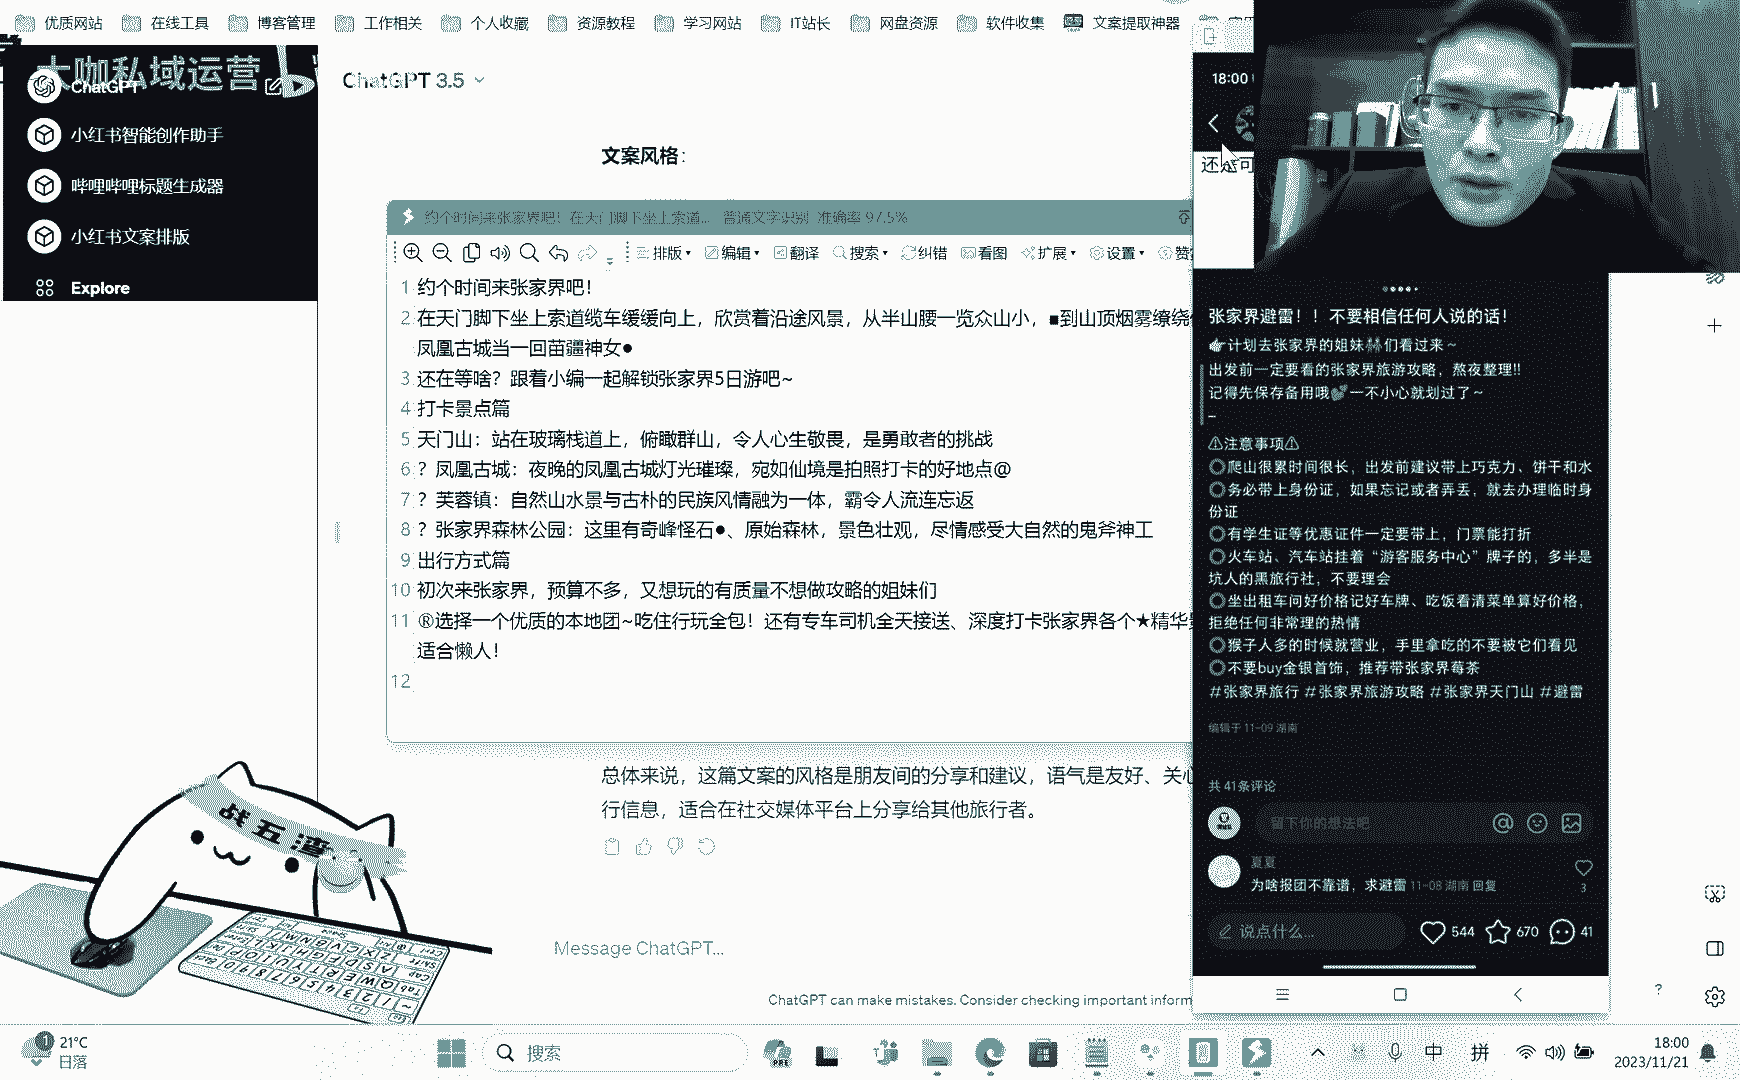 优质网站
在线工具
博客管理
工作相关
个人收藏
资源教程
学习网站
IT站长
网盘资源
软件收集
文案提取神器
大咖私域运营
ChatGPT
小红书智能创作助手
哔哩哔哩标题生成器
小红书文案排版
Explore
ChatGPT 3.5
文案风格：
约个时间来张家界吧！在天门脚下坐上索道... 普通文字识别 准确率 97.5%
排版 编辑 翻译 搜索 纠错 看图 扩展 设置
1 约个时间来张家界吧！
2 在天门脚下坐上索道缆车缓缓向上，欣赏着沿途风景，从半山腰一览众山小，■到山顶烟雾缭绕
凤凰古城当一回苗疆神女●
3 还在等啥？跟着小编一起解锁张家界5日游吧~
4 打卡景点篇
5 天门山：站在玻璃栈道上，俯瞰群山，令人心生敬畏，是勇敢者的挑战
6 ？凤凰古城：夜晚的凤凰古城灯光璀璨，宛如仙境是拍照打卡的好地点@
7 ？芙蓉镇：自然山水景与古朴的民族风情融为一体，霸令人流连忘返
8 ？张家界森林公园：这里有奇峰怪石●、原始森林，景色壮观，尽情感受大自然的鬼斧神工
9 出行方式篇
10 初次来张家界，预算不多，又想玩的有质量不想做攻略的姐妹们
11 ®选择一个优质的本地团~吃住行玩全包！还有专车司机全天接送、深度打卡张家界各个★精华
适合懒人！
12
总体来说，这篇文案的风格是朋友间的分享和建议，语气是友好、关
行信息，适合在社交媒体平台上分享给其他旅行者。
Message ChatGPT...
ChatGPT can make mistakes. Consider checking important inform
战五渣
18:00
还是可
张家界避雷！！不要相信任何人说的话！
计划去张家界的姐妹们看过来～
出发前一定要看的张家界旅游攻略，熬夜整理!!
记得先保存备用哦一不小心就划过了～
–
⚠注意事项⚠
⭕爬山很累时间很长，出发前建议带上巧克力、饼干和水
⭕务必带上身份证，如果忘记或者弄丢，就去办理临时身
份证
⭕有学生证等优惠证件一定要带上，门票能打折
⭕火车站、汽车站挂着“游客服务中心”牌子的，多半是
坑人的黑旅行社，不要理会
⭕坐出租车问好价格记好车牌、吃饭看清菜单算好价格，
拒绝任何非常理的热情
⭕猴子人多的时候就营业，手里拿吃的不要被它们看见
⭕不要buy金银首饰，推荐带张家界莓茶
#张家界旅行 #张家界旅游攻略 #张家界天门山 #避雷
编辑于 11-09 湖南
共 41条评论
留下你的想法吧
夏夏
为啥报团不靠谱，求避雷 11-08 湖南 回复
3
说点什么...
544
670
41
1
21°C
日落
搜索
中
拼
18:00
2023/11/21